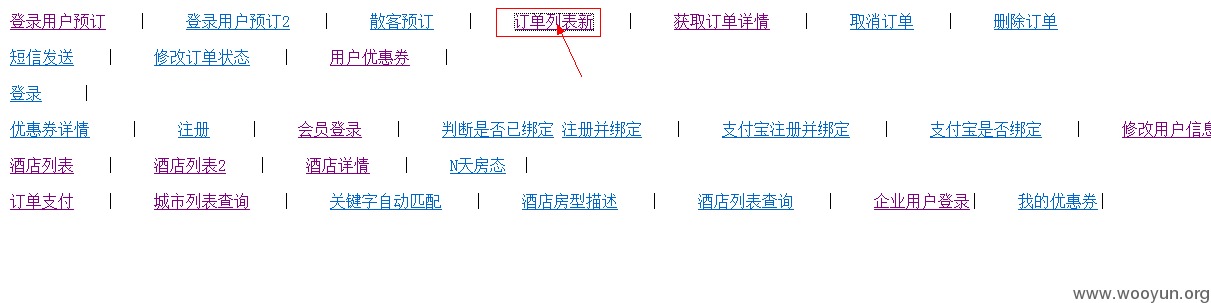 登录用户预订 | 登录用户预订2 | 散客预订 | 订单列表新 | 获取订单详情 | 取消订单 | 删除订单
短信发送 | 修改订单状态 | 用户优惠券 |
登录 |
优惠券详情 | 注册 | 会员登录 | 判断是否已绑定 注册并绑定 | 支付宝注册并绑定 | 支付宝是否绑定 | 修改用户信息
酒店列表 | 酒店列表2 | 酒店详情 | N天房态 |
订单支付 | 城市列表查询 | 关键字自动匹配 | 酒店房型描述 | 酒店列表查询 | 企业用户登录 | 我的优惠券 |
www.wooyun.org